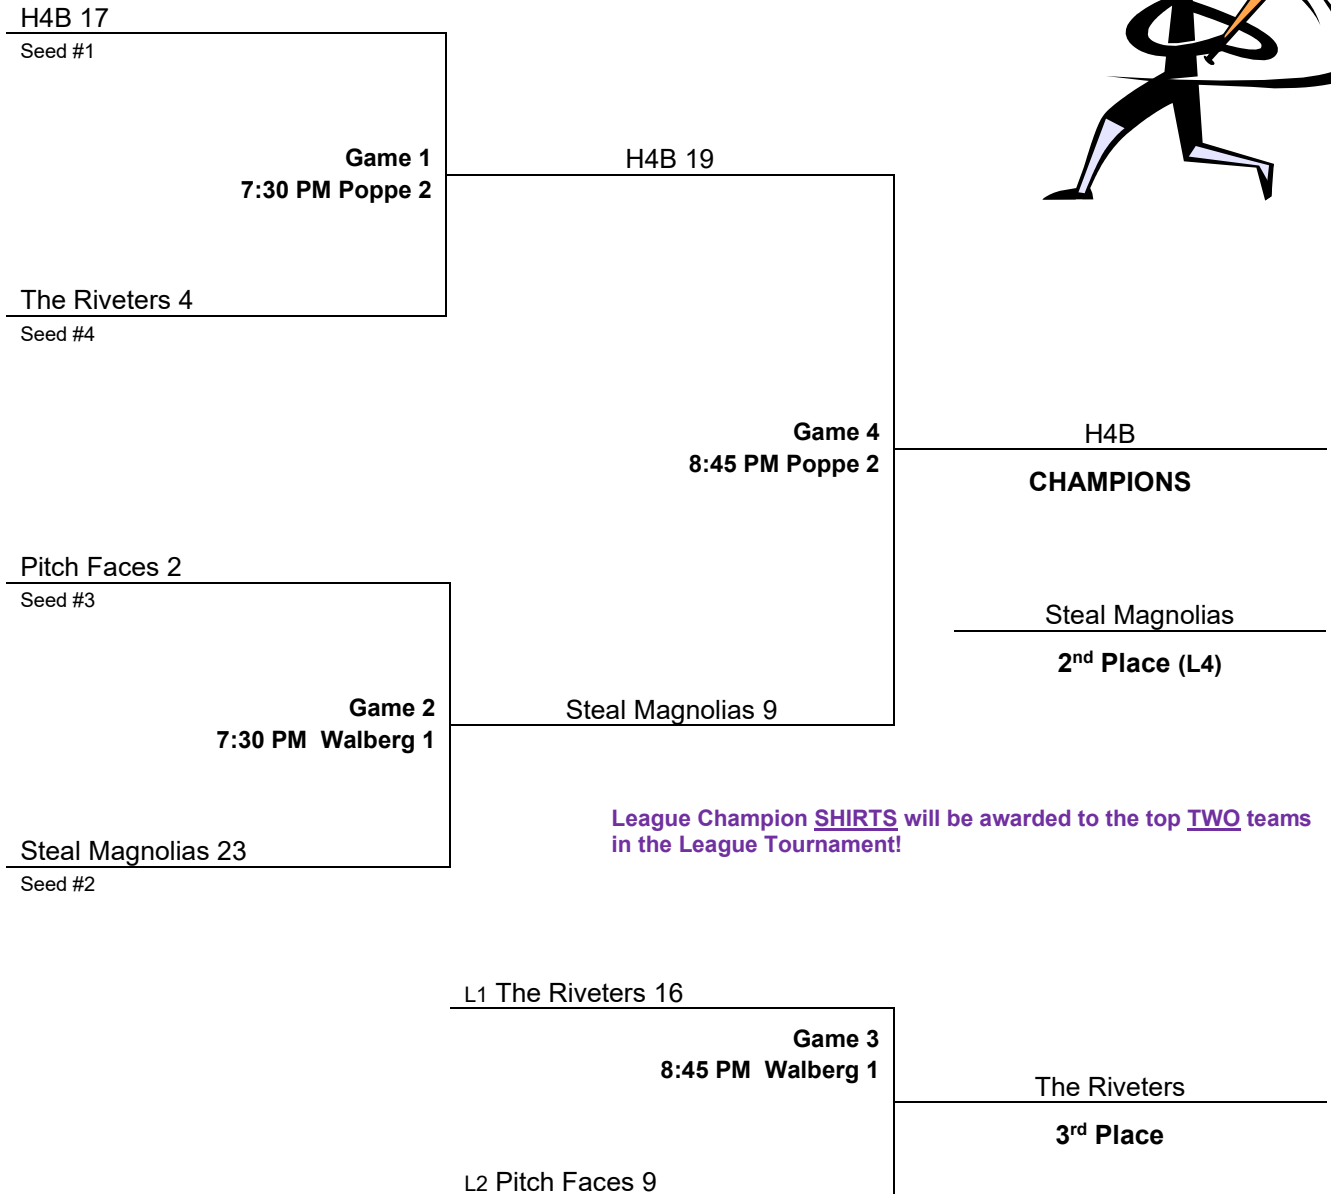 H4B 17
Seed #1
Game 1
7:30 PM Poppe 2
H4B 19
The Riveters 4
Seed #4
Game 4
8:45 PM Poppe 2
H4B
CHAMPIONS
Pitch Faces 2
Seed #3
Steal Magnolias
2nd Place (L4)
Game 2
7:30 PM  Walberg 1
Steal Magnolias 9
League Champion SHIRTS will be awarded to the top TWO teams
in the League Tournament!
Steal Magnolias 23
Seed #2
L1 The Riveters 16
Game 3
8:45 PM  Walberg 1
The Riveters
3rd Place
L2 Pitch Faces 9